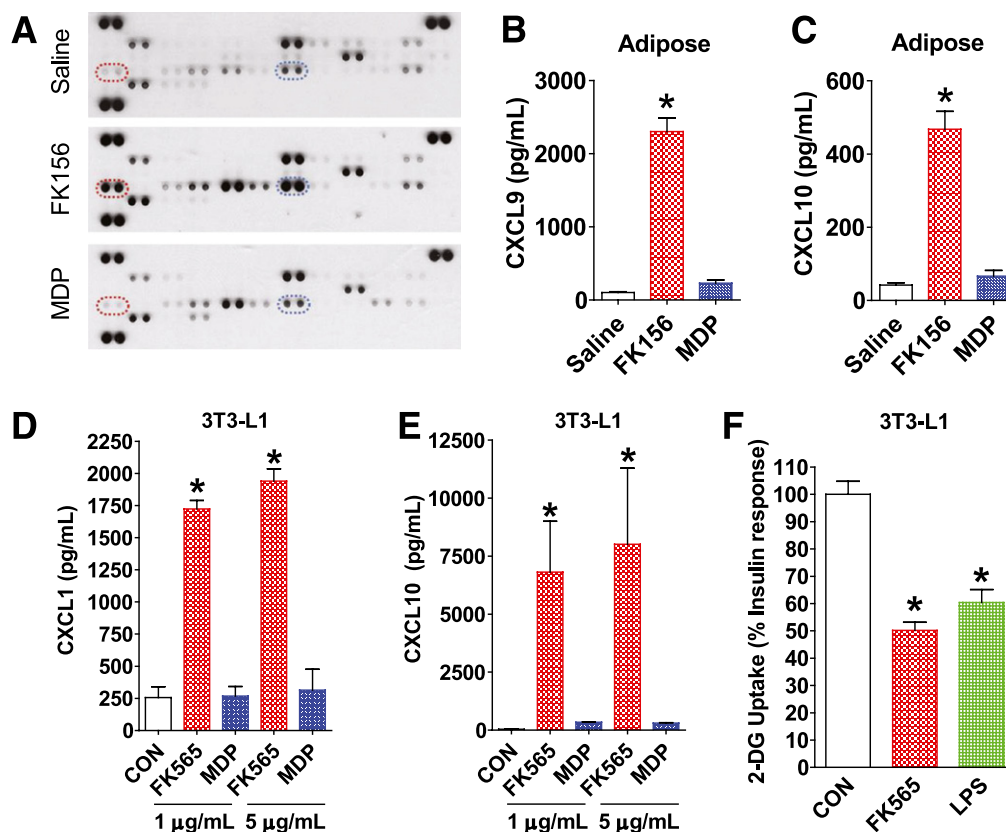 A
Saline
FK156
MDP
B
Adipose
CXCL9 (pg/mL)
3000
2000
1000
0
*
Saline
FK156
MDP
C
Adipose
CXCL10 (pg/mL)
600
400
200
0
*
Saline
FK156
MDP
D
3T3-L1
CXCL1 (pg/mL)
2250
2000
1750
1500
1250
1000
750
500
250
0
*
*
CON
FK565
MDP
FK565
MDP
1 µg/mL
5 µg/mL
E
3T3-L1
CXCL10 (pg/mL)
12500
10000
7500
5000
2500
0
*
*
CON
FK565
MDP
FK565
MDP
1 µg/mL
5 µg/mL
F
3T3-L1
2-DG Uptake (% Insulin response)
110
100
90
80
70
60
50
40
30
20
10
0
*
*
CON
FK565
LPS